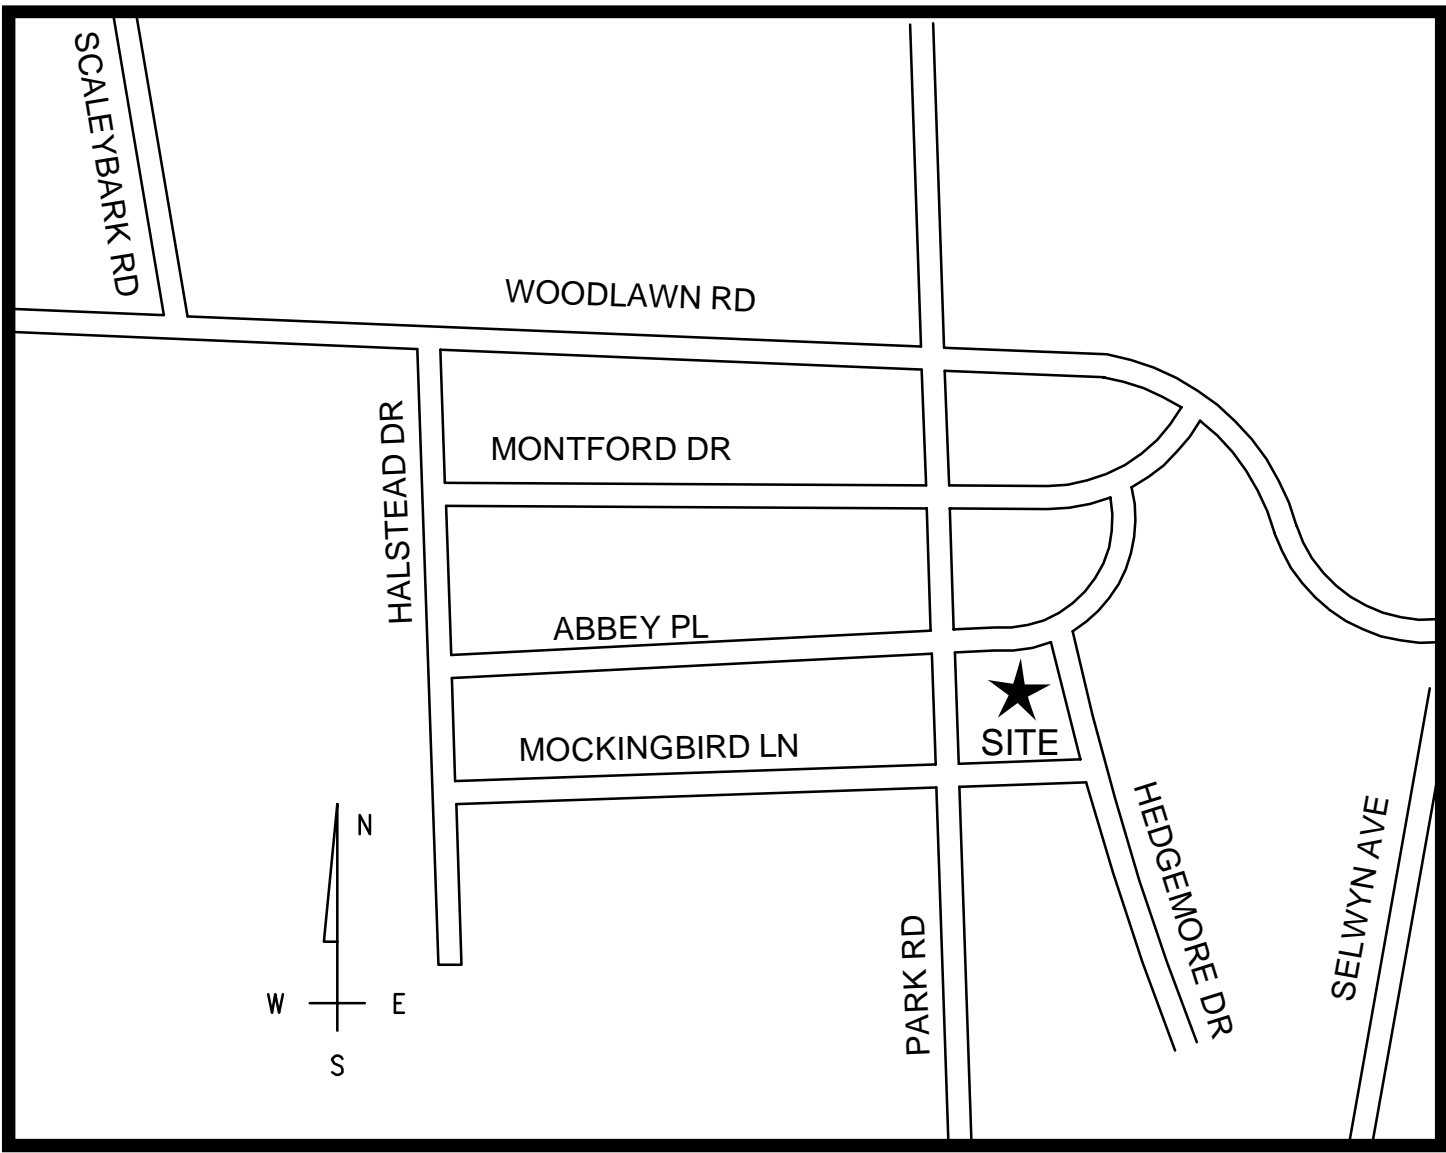 SCALEYBARK RD
WOODLAWN RD
HALSTEAD DR
MONTFORD DR
ABBEY PL
MOCKINGBIRD LN
SITE
HEDGEMORE DR
SELWYN AVE
PARK RD
N
W
E
S